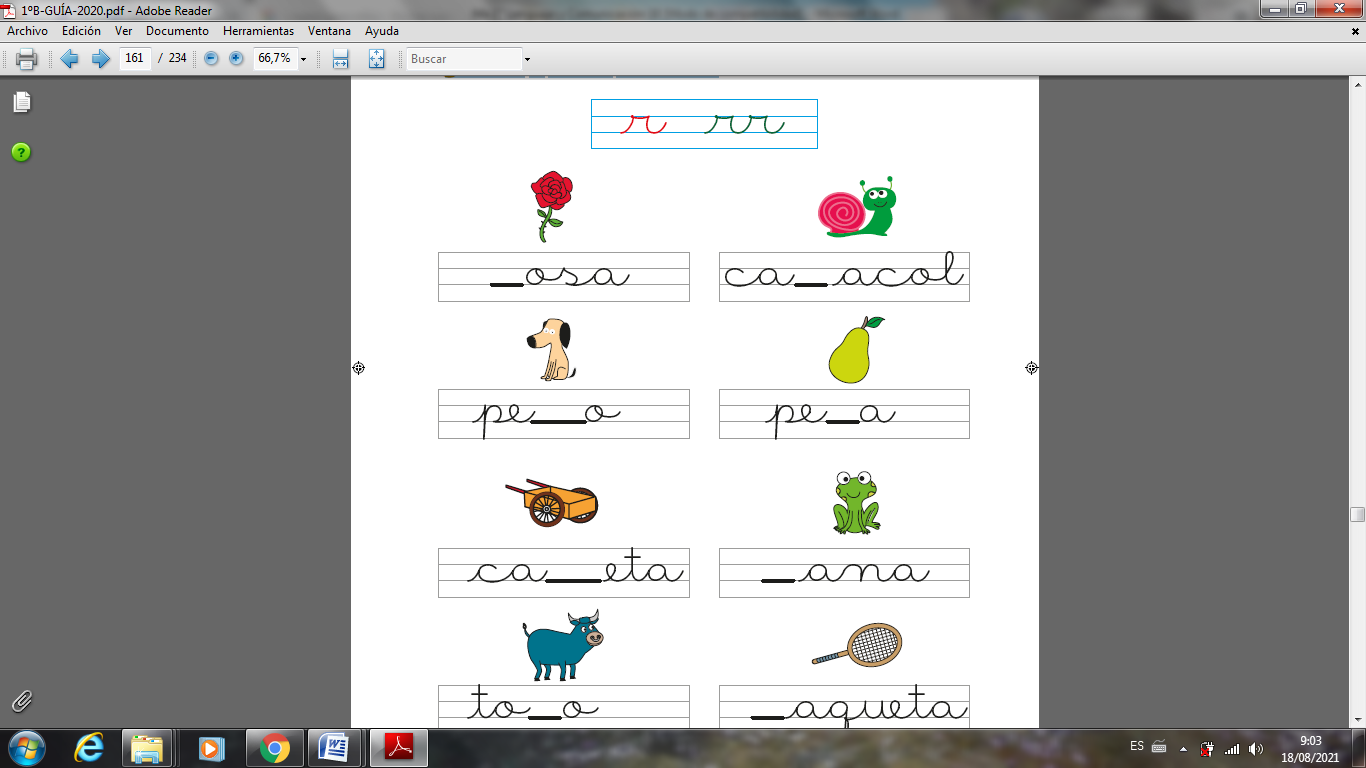 1ºB-GUÍA-2020.pdf - Adobe Reader
Archivo Edición Ver Documento Herramientas Ventana Ayuda
161 / 234 66,7% Buscar
r rr
_osa ca_acol
pe__o pe_a
ca__eta _ana
to_o _aqueta
ES 9:03
18/08/2021